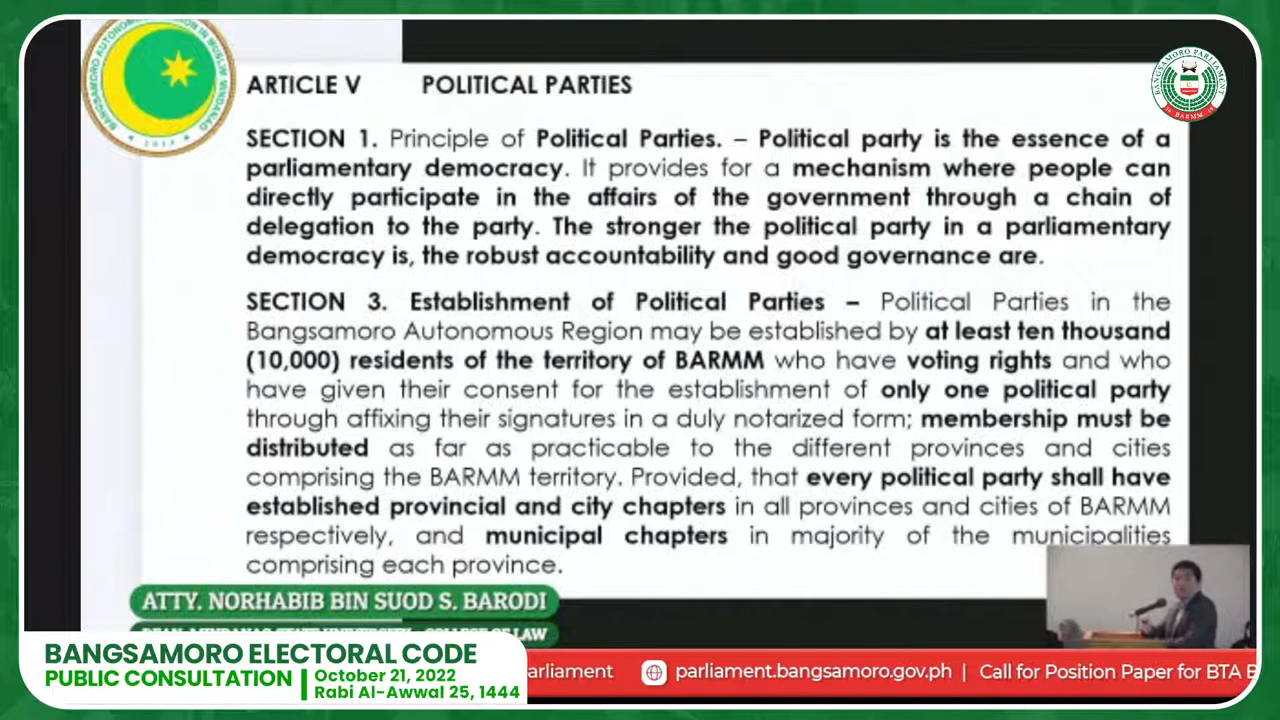 ARTICLE V POLITICAL PARTIES
SECTION 1. Principle of Political Parties. – Political party is the essence of a
parliamentary democracy. It provides for a mechanism where people can
directly participate in the affairs of the government through a chain of
delegation to the party. The stronger the political party in a parliamentary
democracy is, the robust accountability and good governance are.
SECTION 3. Establishment of Political Parties – Political Parties in the
Bangsamoro Autonomous Region may be established by at least ten thousand
(10,000) residents of the territory of BARMM who have voting rights and who
have given their consent for the establishment of only one political party
through affixing their signatures in a duly notarized form; membership must be
distributed as far as practicable to the different provinces and cities
comprising the BARMM territory. Provided, that every political party shall have
established provincial and city chapters in all provinces and cities of BARMM
respectively, and municipal chapters in majority of the municipalities
comprising each province.
BANGSAMORO PARLIAMENT
BARMM
2019
ATTY. NORHABIB BIN SUOD S. BARODI
COLLEGE OF LAW
BANGSAMORO ELECTORAL CODE
PUBLIC CONSULTATION
October 21, 2022
Rabi Al-Awwal 25, 1444
arliament parliament.bangsamoro.gov.ph | Call for Position Paper for BTA B